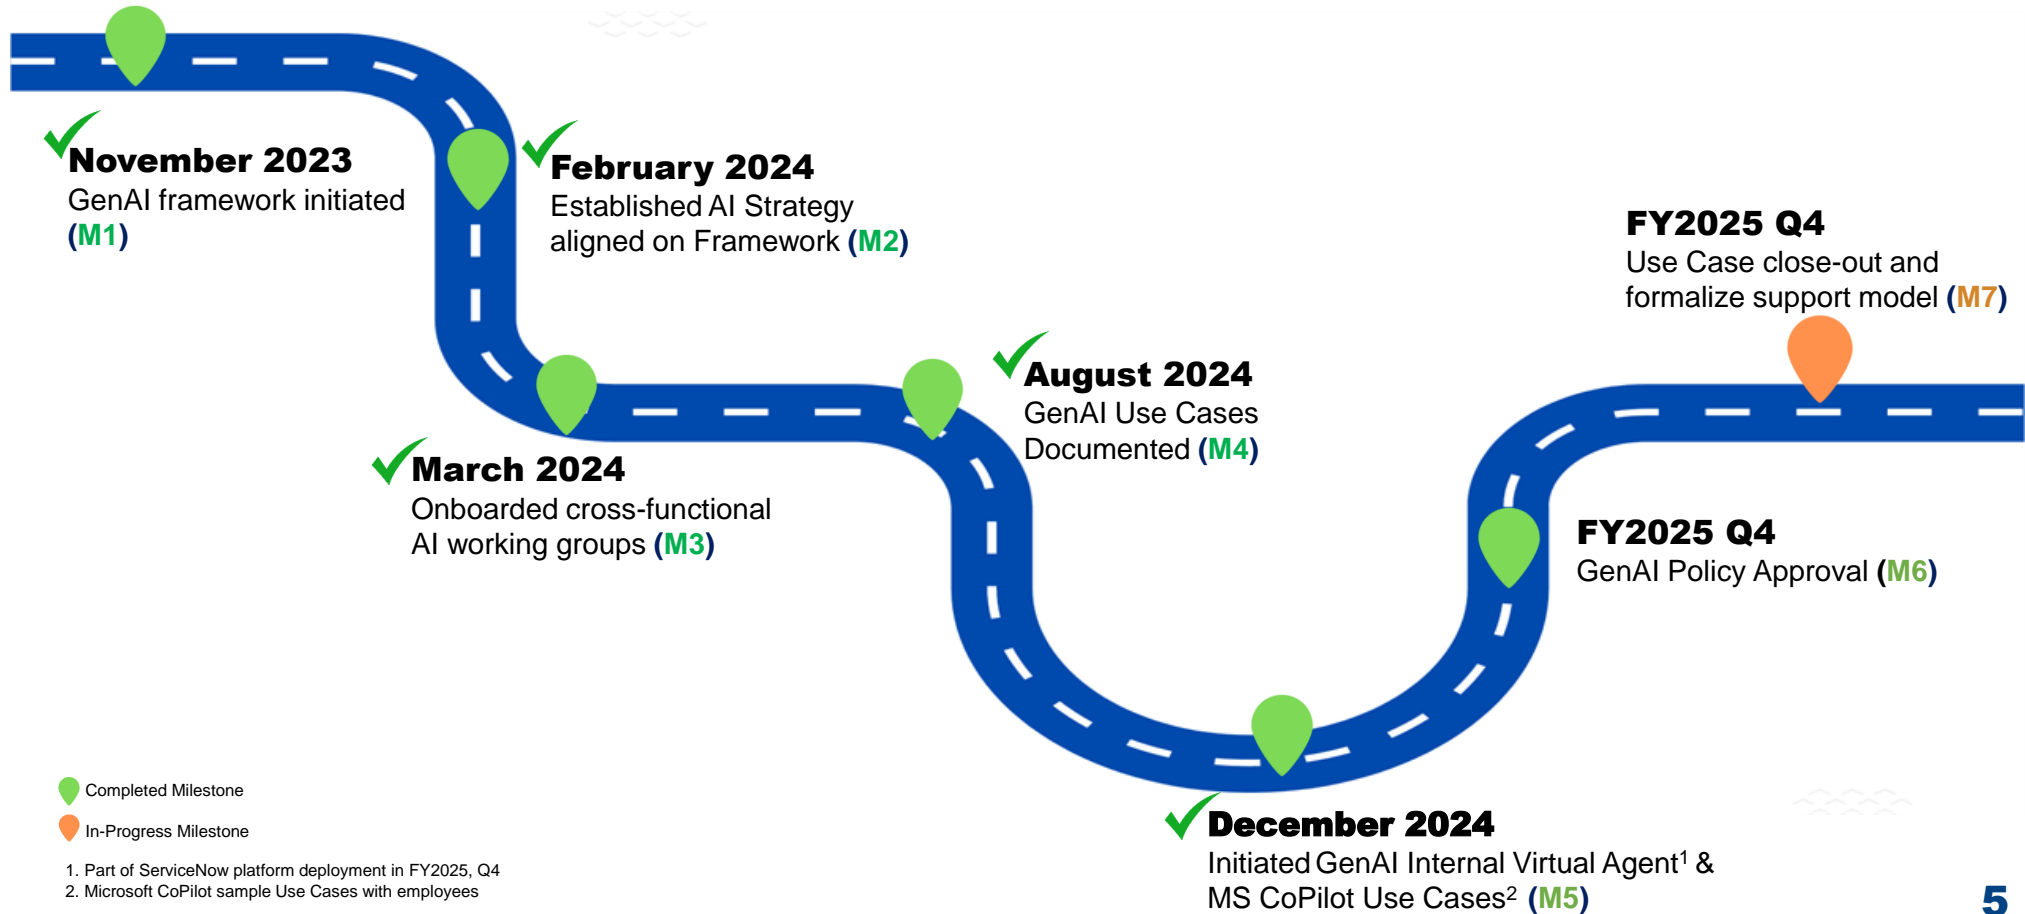 November 2023
GenAI framework initiated
(M1)
February 2024
Established AI Strategy
aligned on Framework (M2)
March 2024
Onboarded cross-functional
AI working groups (M3)
August 2024
GenAI Use Cases
Documented (M4)
December 2024
Initiated GenAI Internal Virtual Agent¹ &
MS CoPilot Use Cases² (M5)
FY2025 Q4
GenAI Policy Approval (M6)
FY2025 Q4
Use Case close-out and
formalize support model (M7)
Completed Milestone
In-Progress Milestone
1. Part of ServiceNow platform deployment in FY2025, Q4
2. Microsoft CoPilot sample Use Cases with employees
5